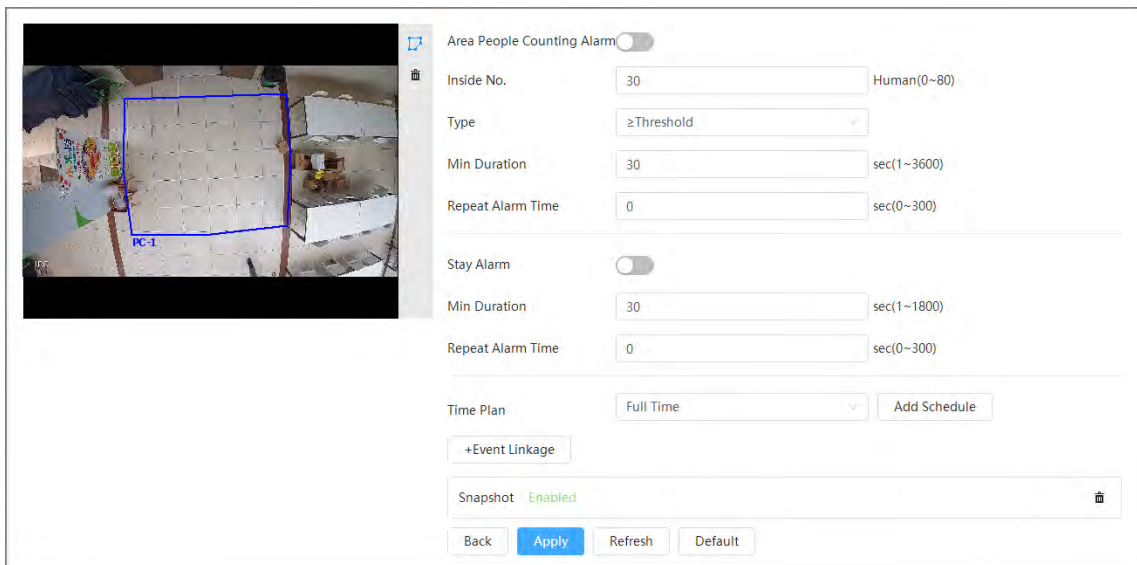 Area People Counting Alarm
Inside No. 30 Human(0~80)
Type ≥Threshold
Min Duration 30 sec(1~3600)
Repeat Alarm Time 0 sec(0~300)
PC-1
IPC
Stay Alarm
Min Duration 30 sec(1~1800)
Repeat Alarm Time 0 sec(0~300)
Time Plan Full Time Add Schedule
+Event Linkage
Snapshot Enabled
Back Apply Refresh Default